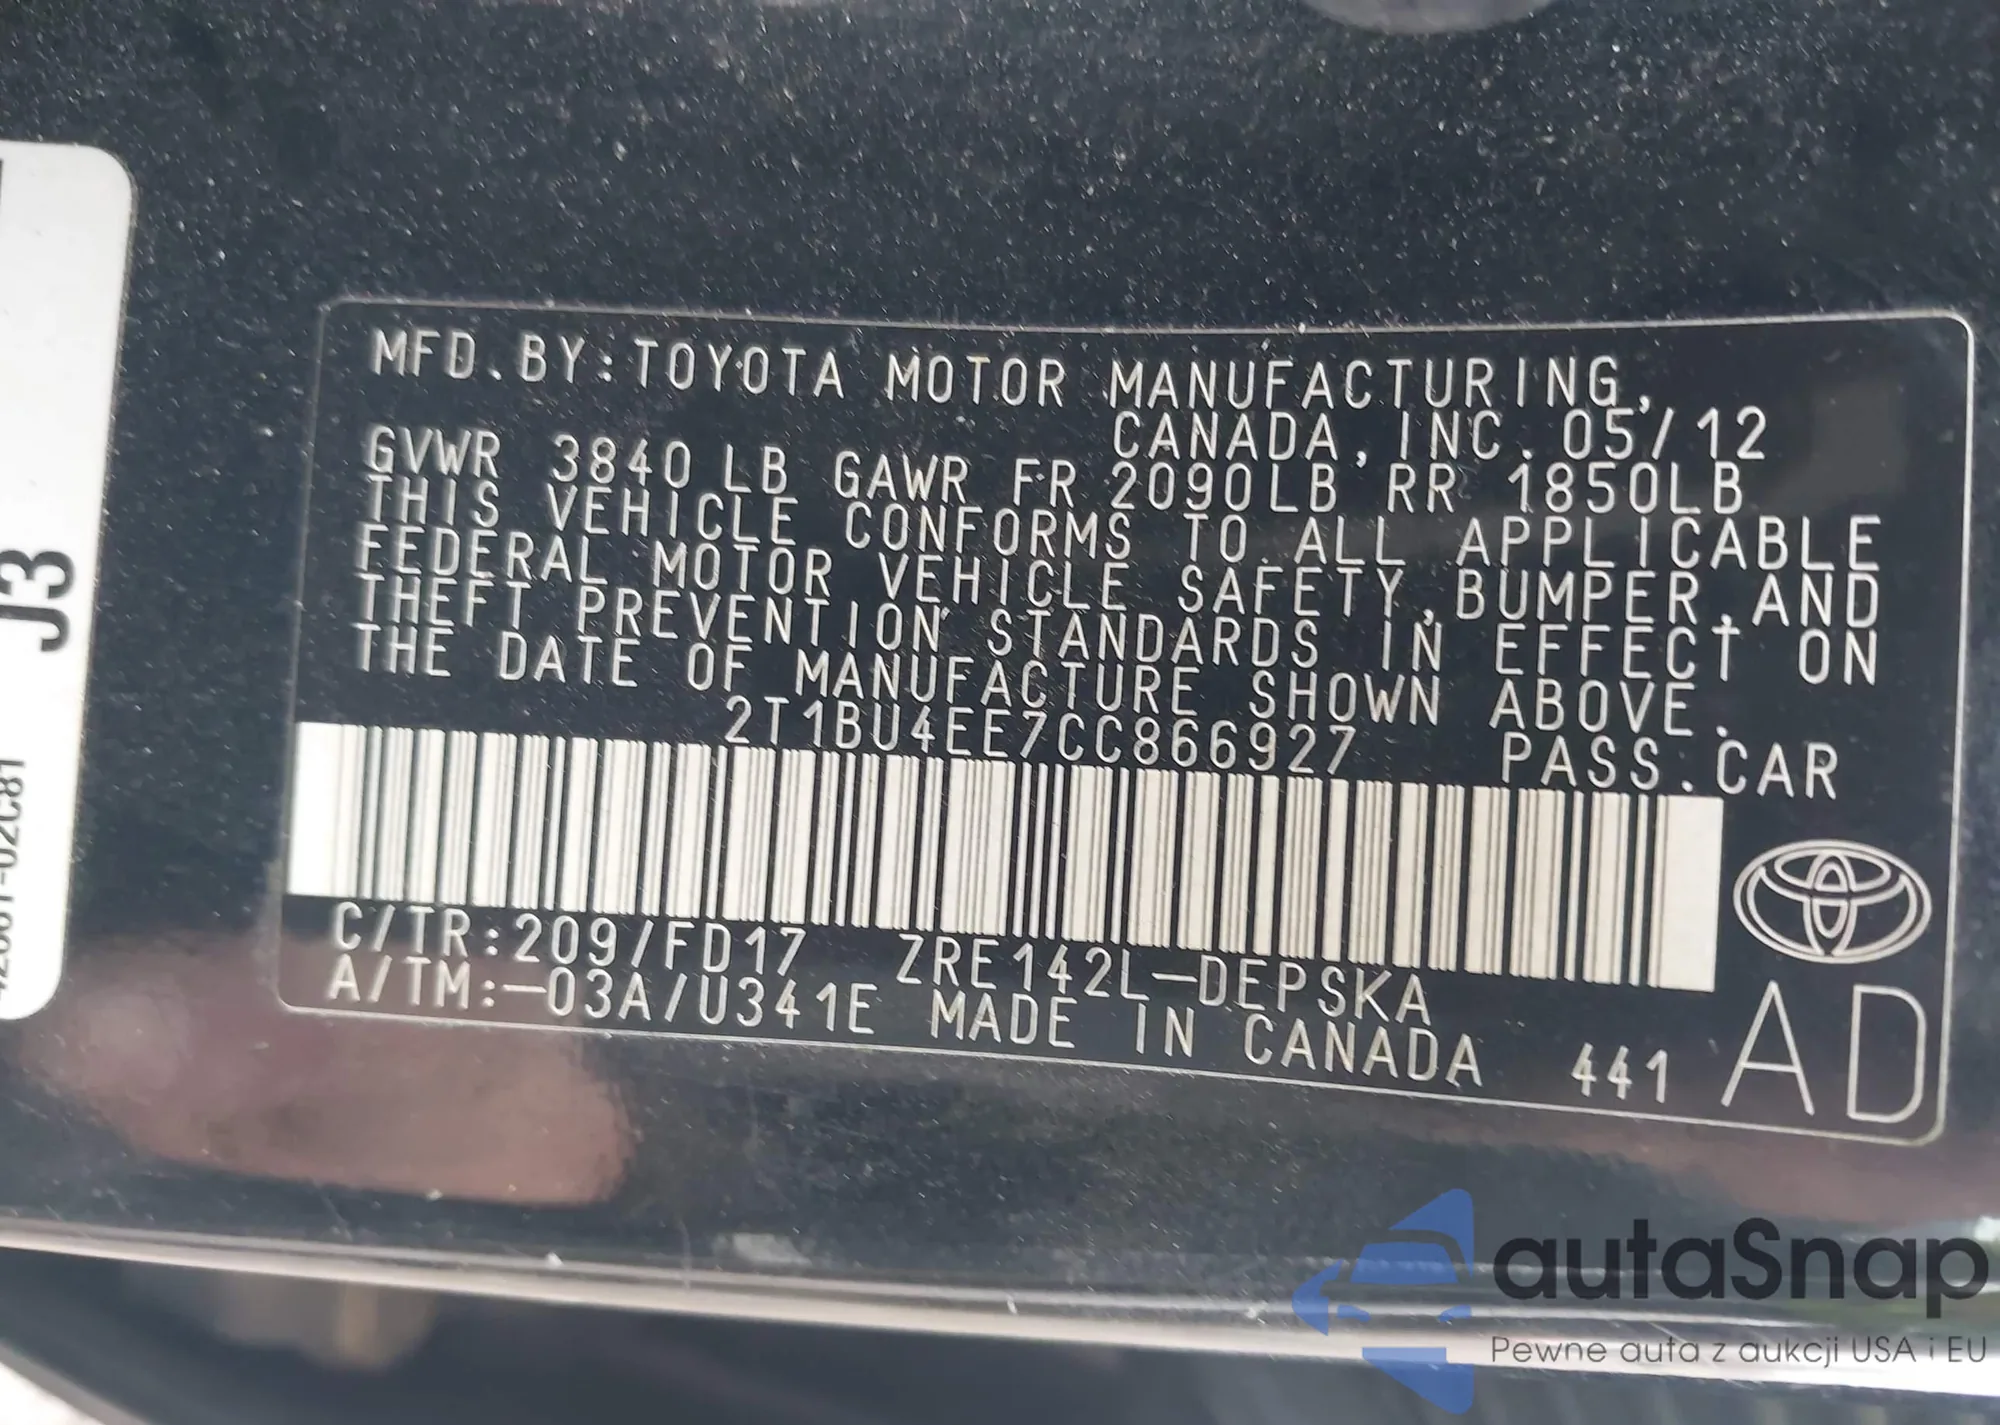 MFD.BY:TOYOTA MOTOR MANUFACTURING,
CANADA,INC. 05/12
GVWR 3840 LB GAWR FR 2090LB RR 1850LB
THIS VEHICLE CONFORMS TO ALL APPLICABLE
FEDERAL MOTOR VEHICLE SAFETY,BUMPER,AND
THEFT PREVENTION STANDARDS IN EFFECT ON
THE DATE OF MANUFACTURE SHOWN ABOVE.
2T1BU4EE7CC866927 PASS.CAR
C/TR:209/FD17 ZRE142L-DEPSKA
A/TM:-03A/U341E MADE IN CANADA 441
AD
J3
autaSnap
Pewne auta z aukcji USA i EU